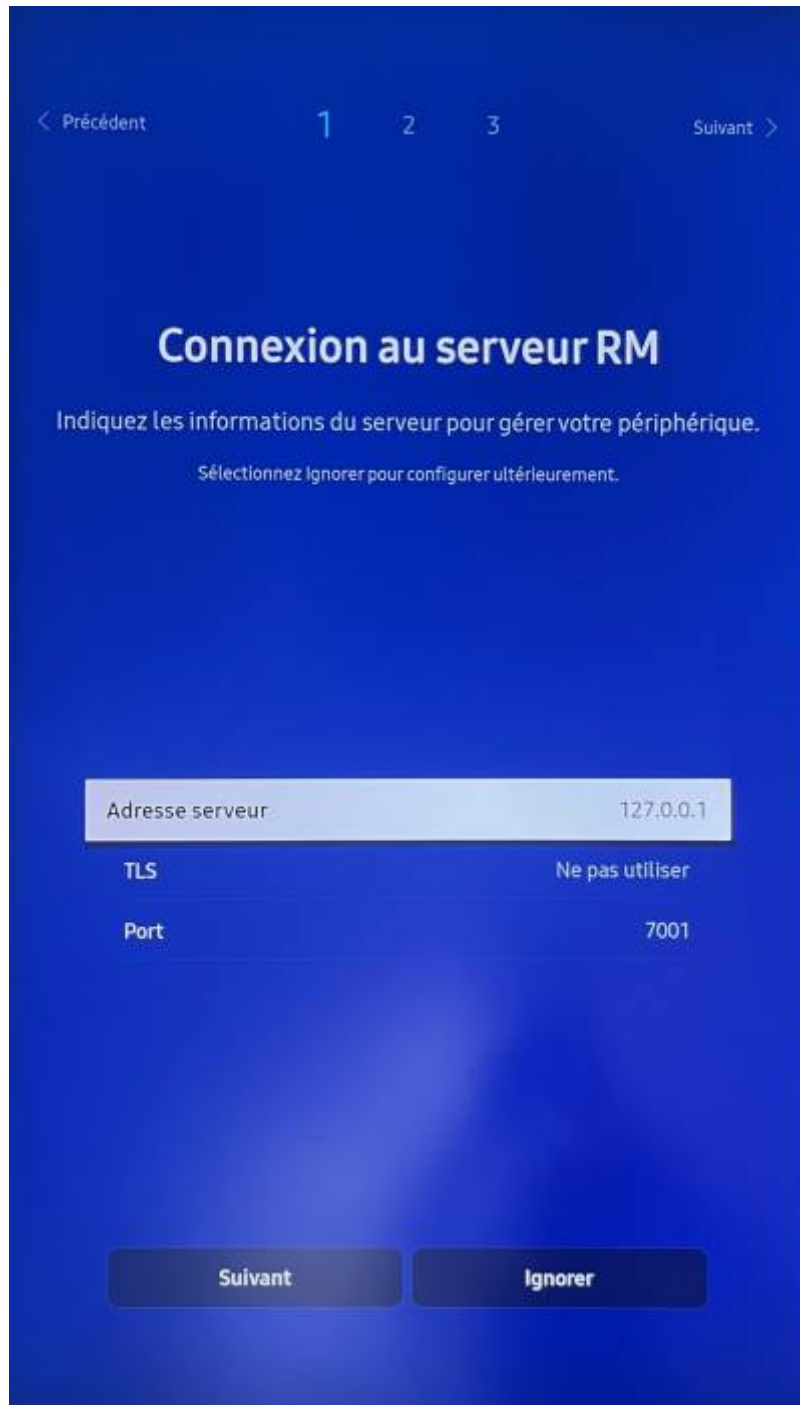 < Précédent
1 2 3
Suivant >
Connexion au serveur RM
Indiquez les informations du serveur pour gérer votre périphérique.
Sélectionnez Ignorer pour configurer ultérieurement.
Adresse serveur 127.0.0.1
TLS Ne pas utiliser
Port 7001
Suivant Ignorer